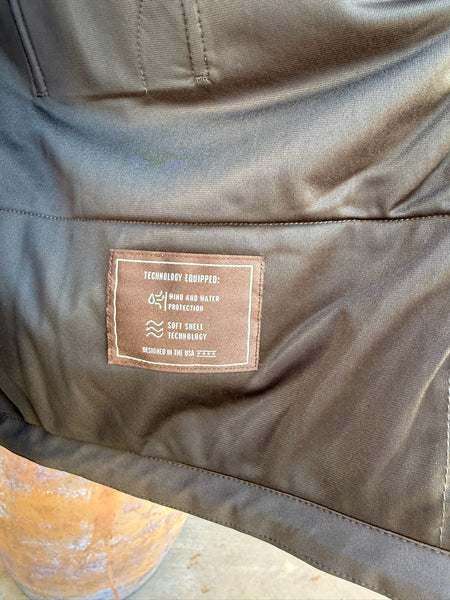 TECHNOLOGY EQUIPPED:
WIND AND WATER
PROTECTION
SOFT SHELL
TECHNOLOGY
DESIGNED IN THE USA ★★★★